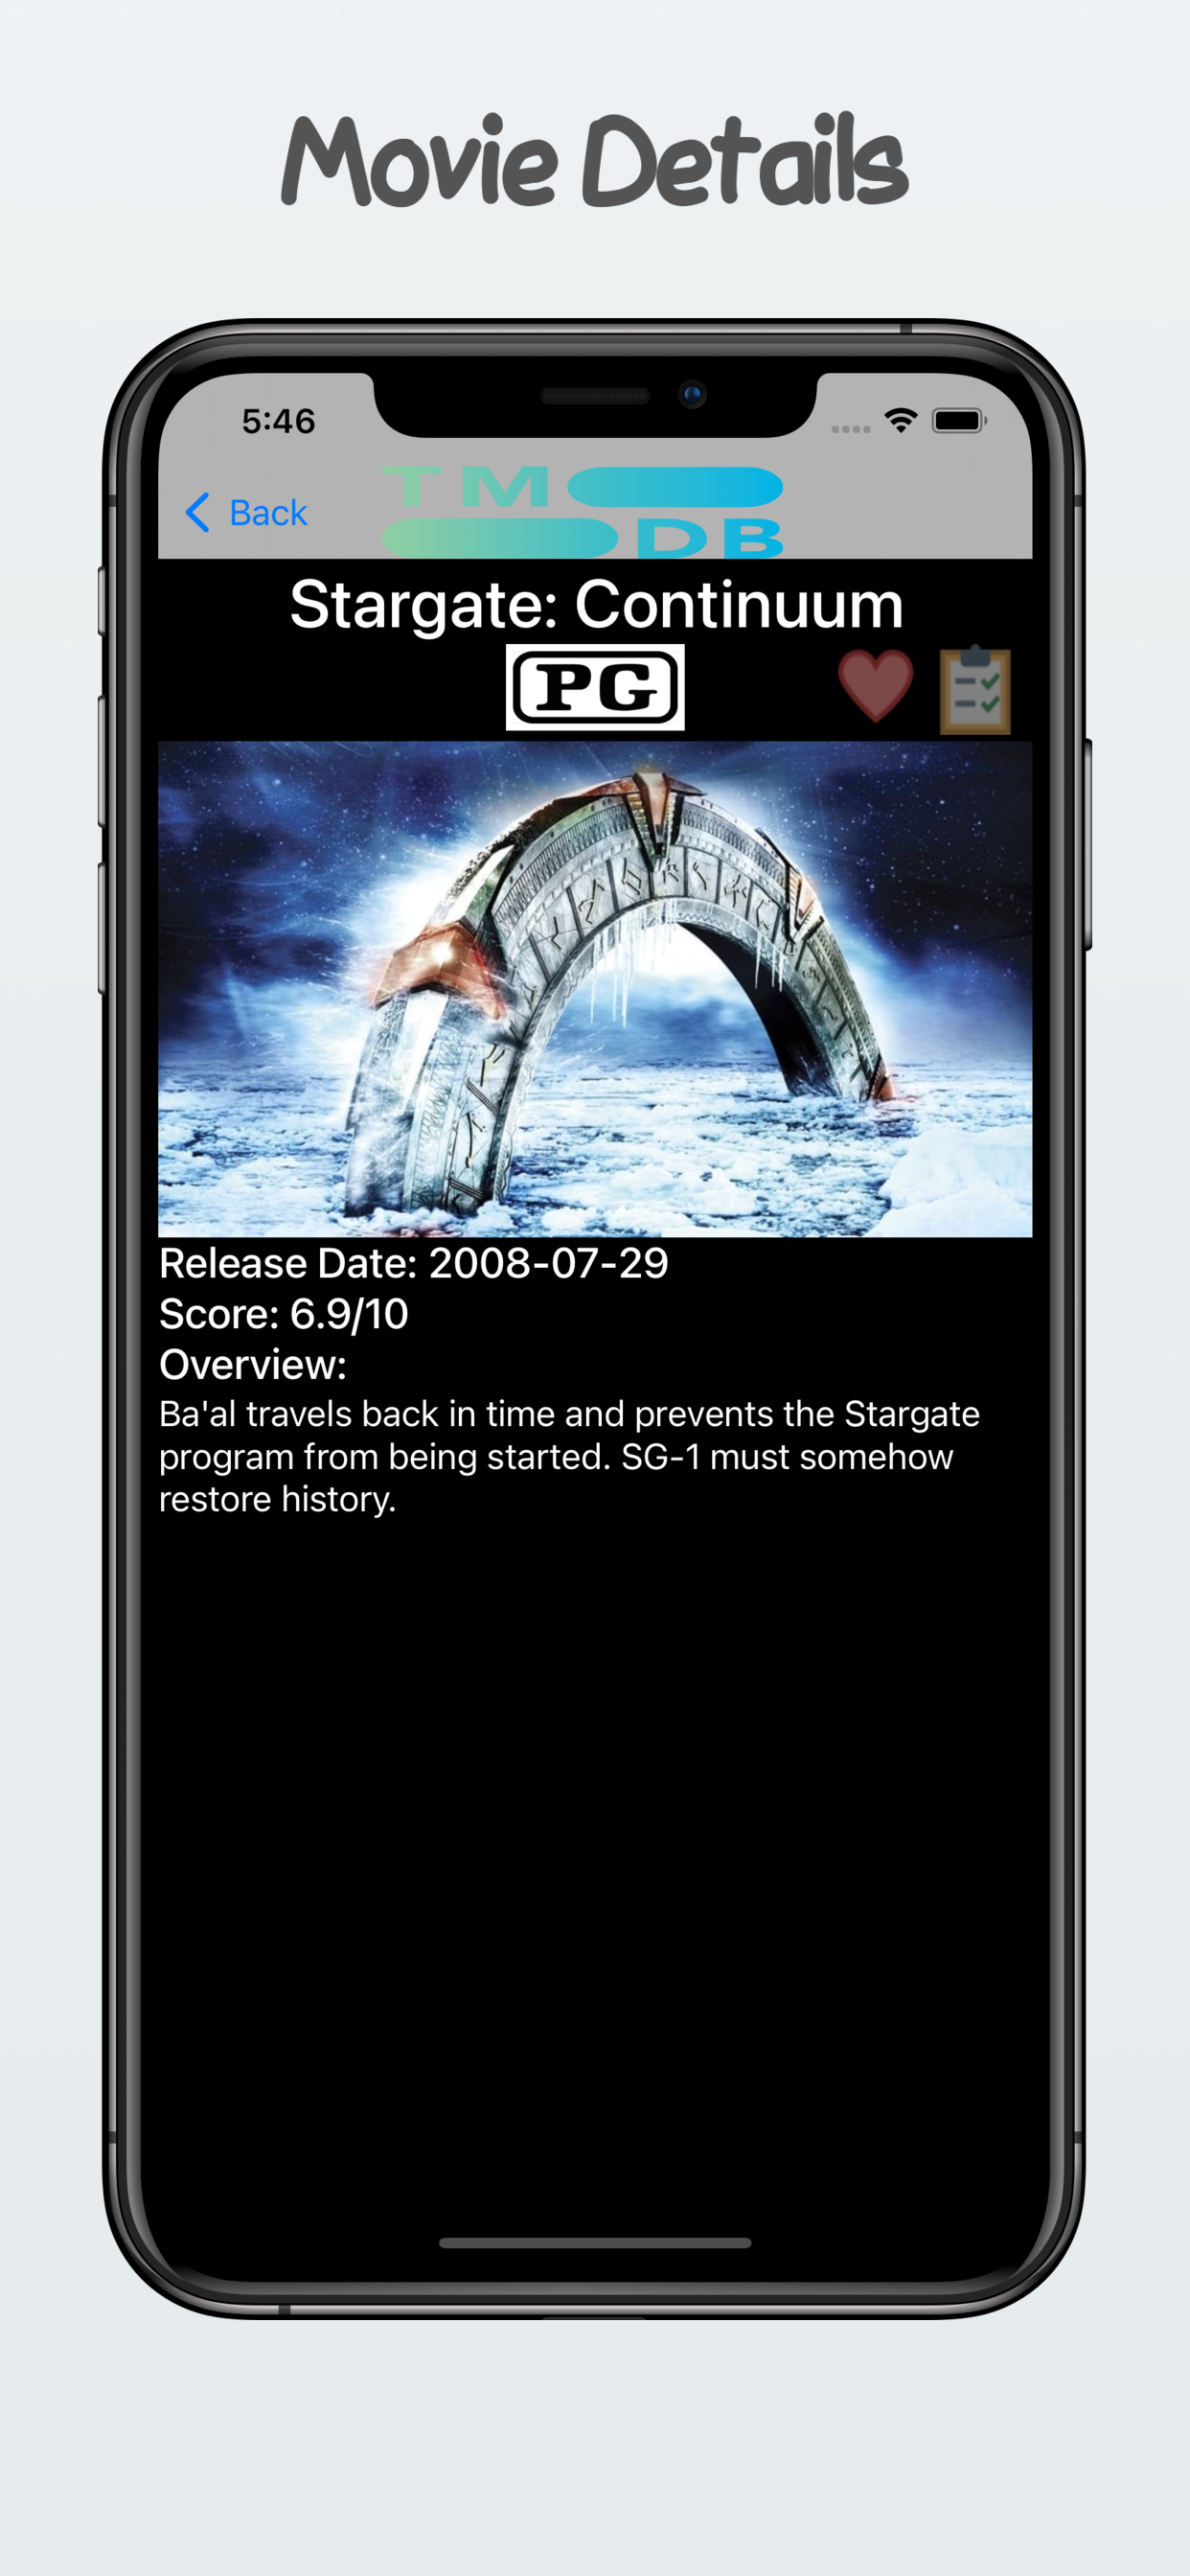 Movie Details
5:46
Back
TM
DB
Stargate: Continuum
PG
Release Date: 2008-07-29
Score: 6.9/10
Overview:
Ba'al travels back in time and prevents the Stargate
program from being started. SG-1 must somehow
restore history.